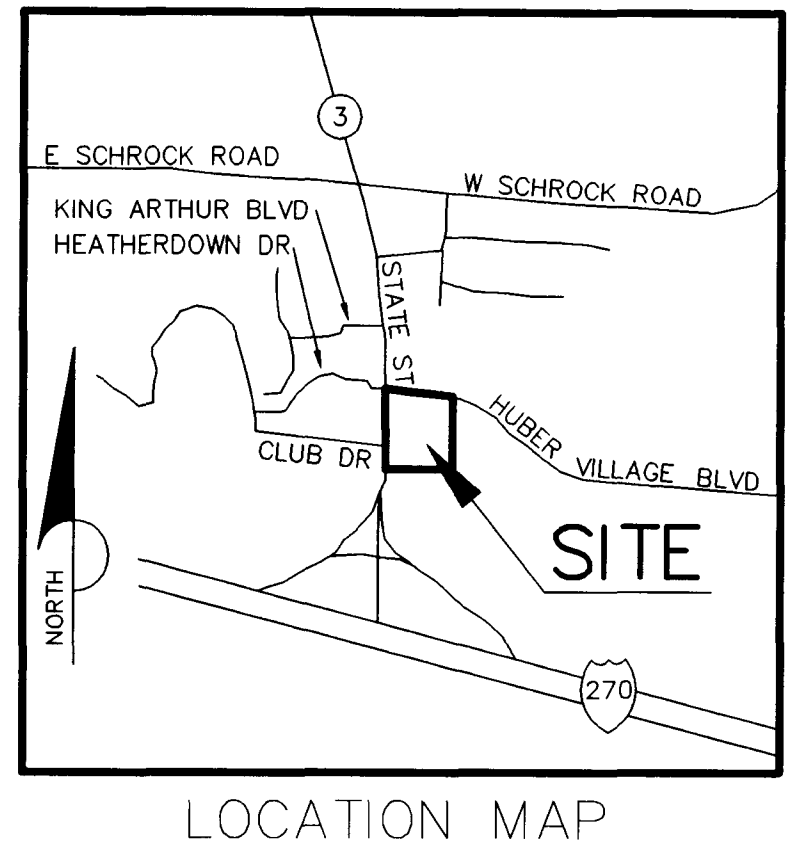 3
E SCHROCK ROAD
W SCHROCK ROAD
KING ARTHUR BLVD
HEATHERDOWN DR
STATE ST
HUBER
VILLAGE BLVD
CLUB DR
SITE
NORTH
270
LOCATION MAP